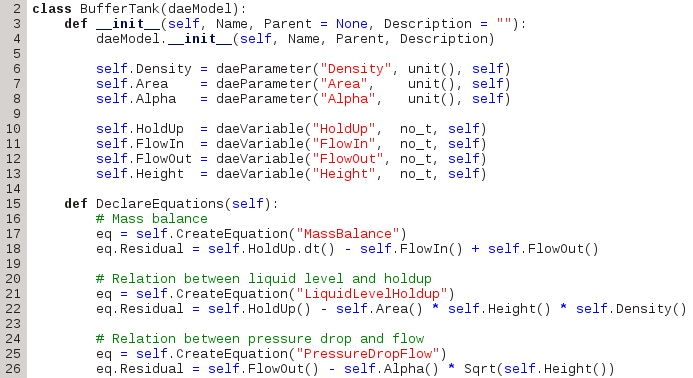 2 class BufferTank(daeModel):
3     def __init__(self, Name, Parent = None, Description = ""):
4         daeModel.__init__(self, Name, Parent, Description)
5
6         self.Density = daeParameter("Density", unit(), self)
7         self.Area    = daeParameter("Area",    unit(), self)
8         self.Alpha   = daeParameter("Alpha",   unit(), self)
9
10         self.HoldUp  = daeVariable("HoldUp",  no_t, self)
11         self.FlowIn  = daeVariable("FlowIn",  no_t, self)
12         self.FlowOut = daeVariable("FlowOut", no_t, self)
13         self.Height  = daeVariable("Height",  no_t, self)
14
15     def DeclareEquations(self):
16         # Mass balance
17         eq = self.CreateEquation("MassBalance")
18         eq.Residual = self.HoldUp.dt() - self.FlowIn() + self.FlowOut()
19
20         # Relation between liquid level and holdup
21         eq = self.CreateEquation("LiquidLevelHoldup")
22         eq.Residual = self.HoldUp() - self.Area() * self.Height() * self.Density()
23
24         # Relation between pressure drop and flow
25         eq = self.CreateEquation("PressureDropFlow")
26         eq.Residual = self.FlowOut() - self.Alpha() * Sqrt(self.Height())